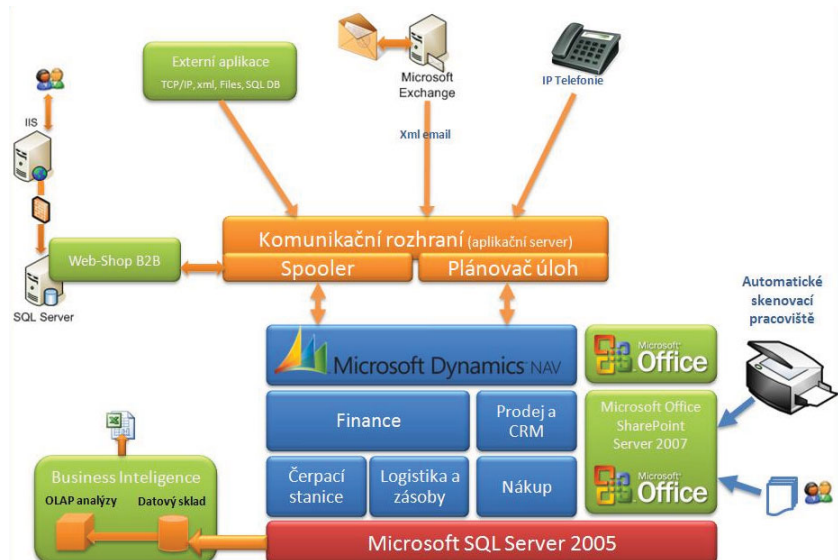 Externí aplikace
TCP/IP, xml, Files, SQL DB
Microsoft
Exchange
IP Telefonie
IIS
Xml email
Komunikační rozhraní (aplikační server)
Spooler
Plánovač úloh
Web-Shop B2B
SQL Server
Automatické
skenovací
pracoviště
Microsoft Dynamics NAV
Microsoft
Office
Finance
Prodej a
CRM
Microsoft Office
SharePoint
Server 2007
Microsoft
Office
Čerpací
stanice
Logistika a
zásoby
Nákup
Business Inteligence
OLAP analýzy
Datový sklad
Microsoft SQL Server 2005